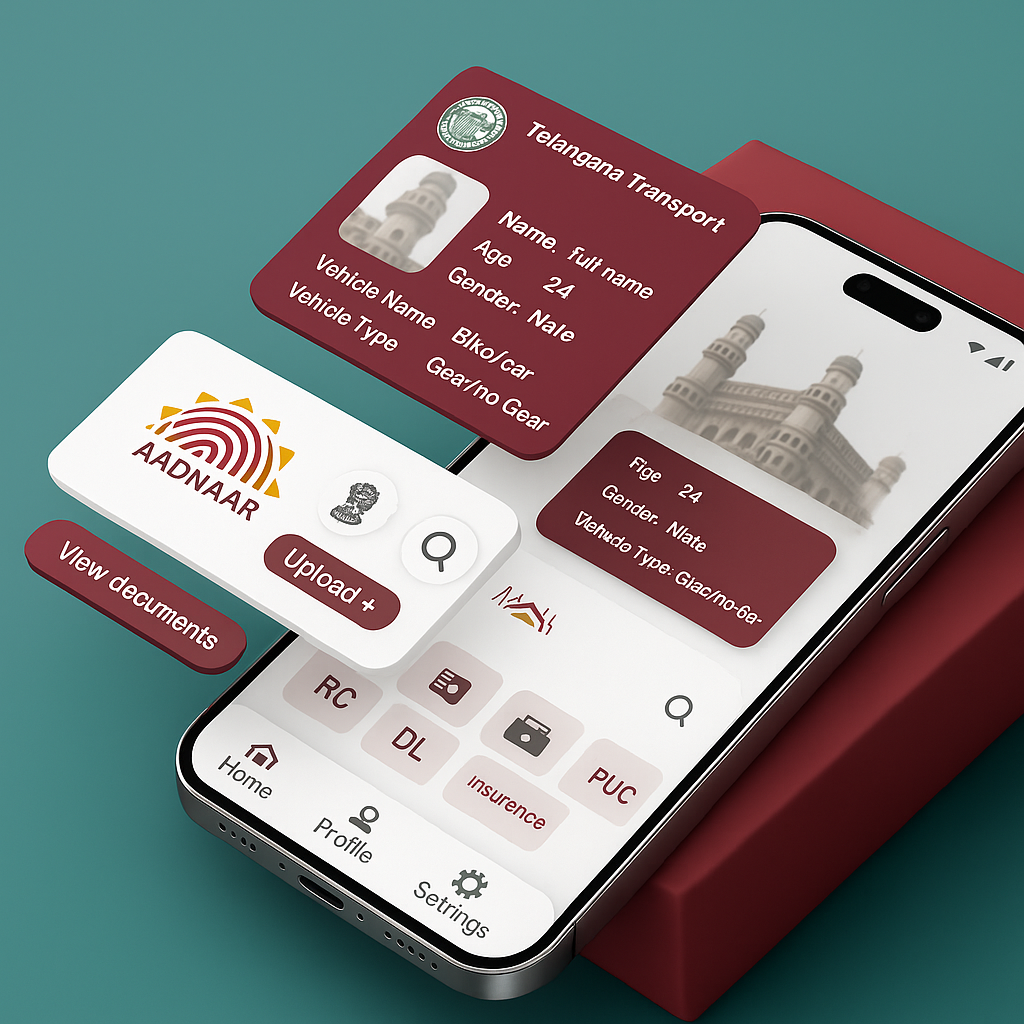 Telangana Transport
Name. full name
Age 24
Gender. Nale
Vehicle Name Blko/car
Vehicle Type Gear/no Gear
AADNAAR
Upload +
View decuments
Fige 24
Gender. Nlate
Type: Glac/no-6e-
RC
DL
Insurence
PUC
Home
Profile
Setrings